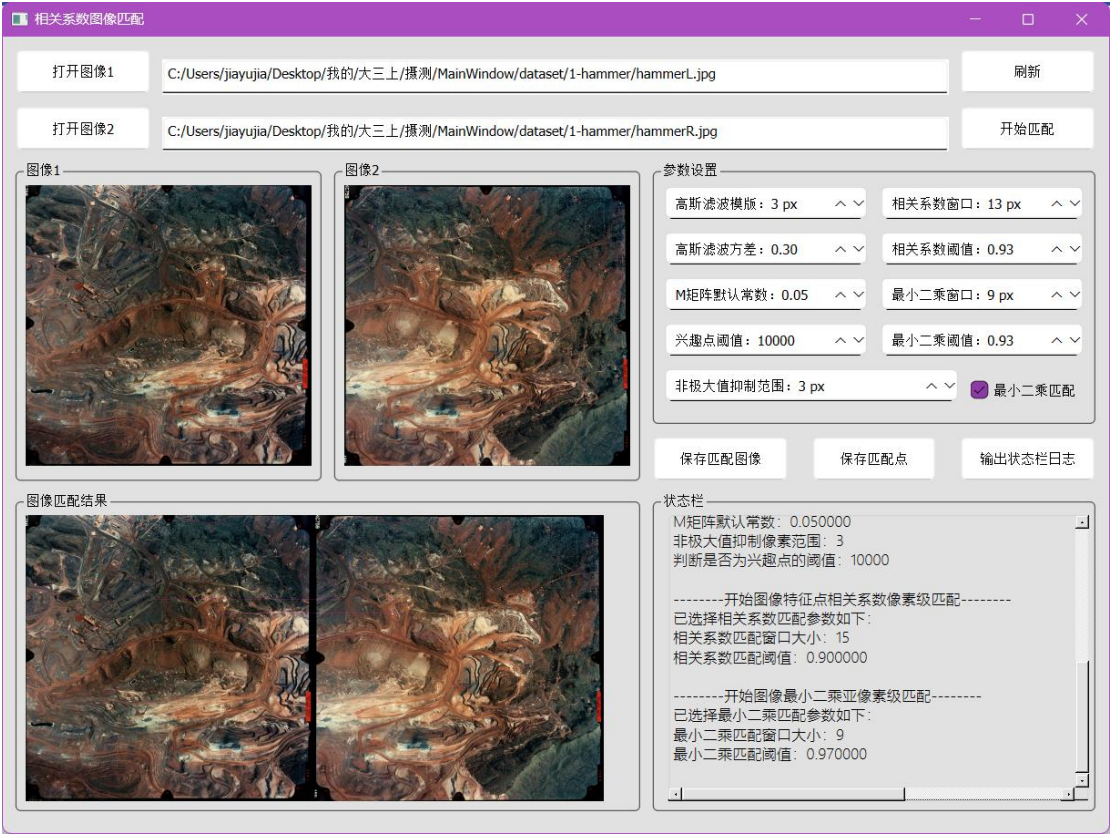 相关系数图像匹配
打开图像1
C:/Users/jiayujia/Desktop/我的/大三上/摄测/MainWindow/dataset/1-hammer/hammerL.jpg
刷新
打开图像2
C:/Users/jiayujia/Desktop/我的/大三上/摄测/MainWindow/dataset/1-hammer/hammerR.jpg
开始匹配
图像1
图像2
参数设置
高斯滤波模版：3 px
相关系数窗口：13 px
高斯滤波方差：0.30
相关系数阈值：0.93
M矩阵默认常数：0.05
最小二乘窗口：9 px
兴趣点阈值：10000
最小二乘阈值：0.93
非极大值抑制范围：3 px
最小二乘匹配
保存匹配图像
保存匹配点
输出状态栏日志
图像匹配结果
状态栏
M矩阵默认常数：0.050000
非极大值抑制像素范围：3
判断是否为兴趣点的阈值：10000
--------开始图像特征点相关系数像素级匹配--------
已选择相关系数匹配参数如下：
相关系数匹配窗口大小：15
相关系数匹配阈值：0.900000
--------开始图像最小二乘亚像素级匹配--------
已选择最小二乘匹配参数如下：
最小二乘匹配窗口大小：9
最小二乘匹配阈值：0.970000